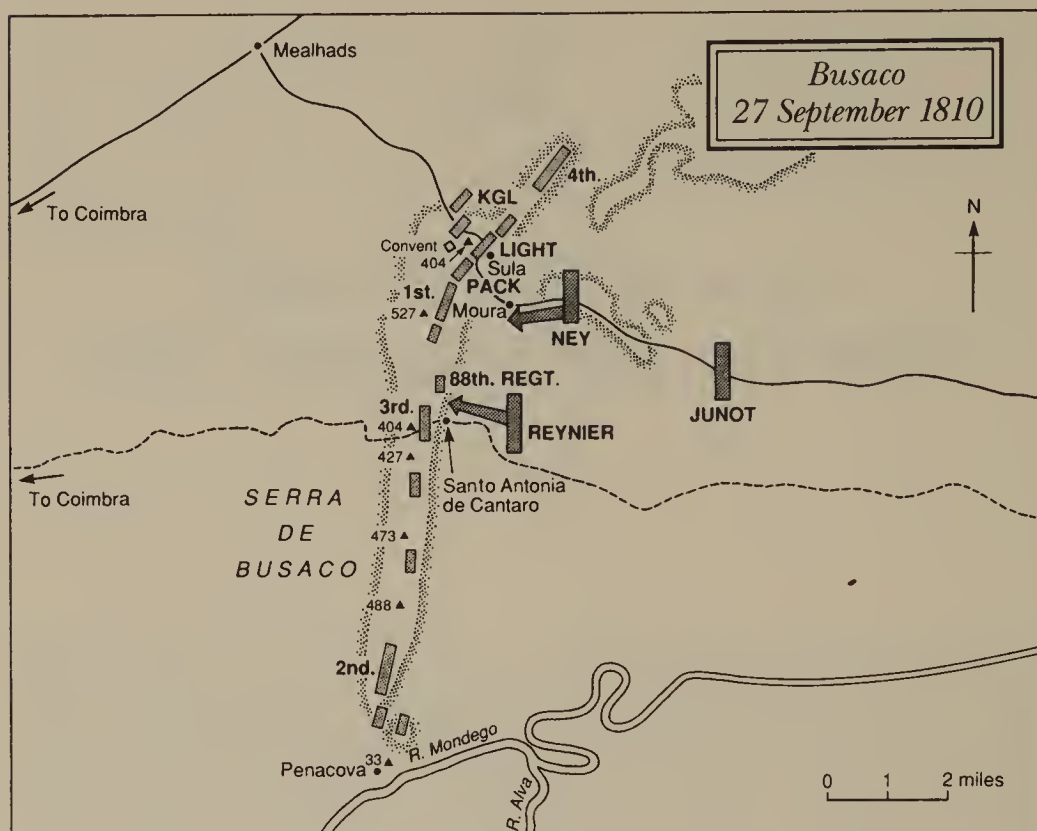 Busaco
27 September 1810
Mealhads
To Coimbra
4th.
KGL
Convent
404
LIGHT
Sula
PACK
1st.
527
Moura
NEY
N
JUNOT
88th. REGT.
3rd.
404
REYNIER
427
Santo Antonia
de Cantaro
To Coimbra
SERRA
DE
BUSACO
473
488
2nd.
33
Penacova
R. Mondego
R. Alva
0 1 2 miles